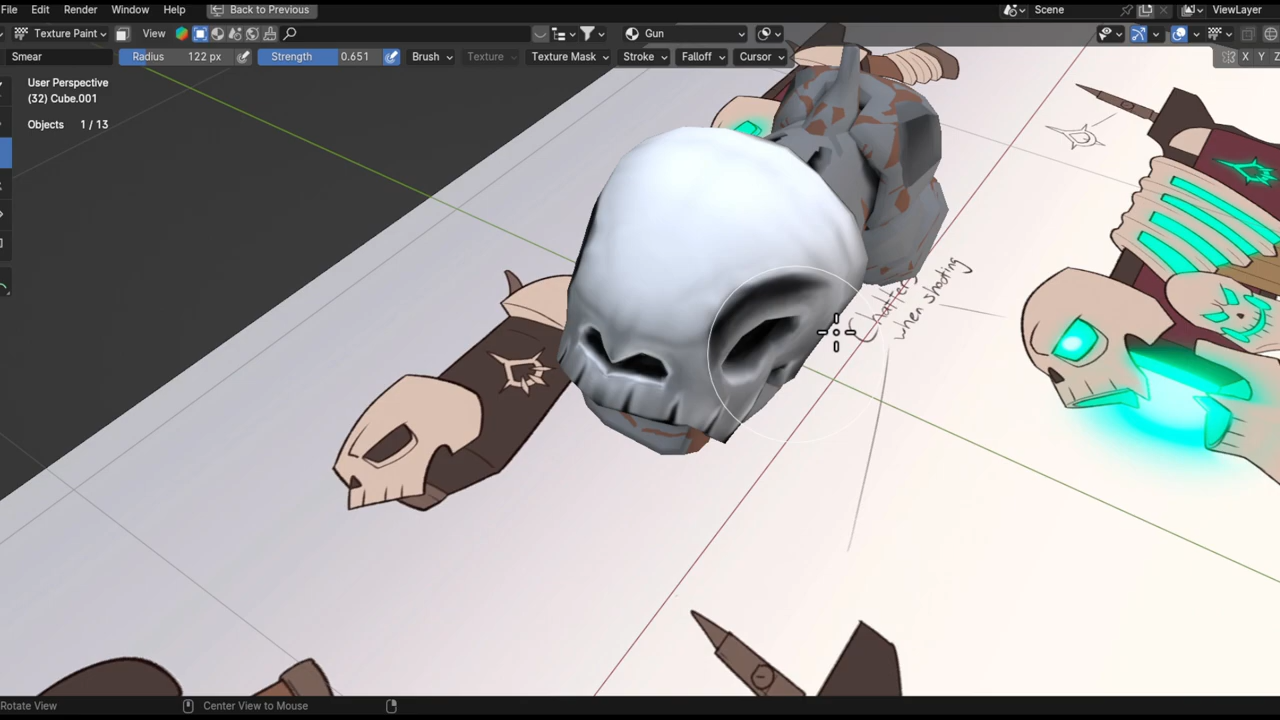 File Edit Render Window Help Back to Previous Scene ViewLayer
Texture Paint View Gun
Smear Radius 122 px Strength 0.651 Brush Texture Texture Mask Stroke Falloff Cursor X Y Z
User Perspective
(32) Cube.001
Objects 1 / 13
Chatters
when shooting
Rotate View Center View to Mouse